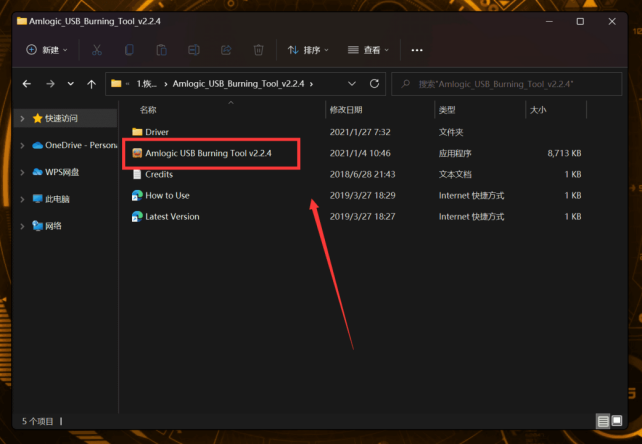 Amlogic_USB_Burning_Tool_v2.2.4
新建 排序 查看 •••
« 1.恢... › Amlogic_USB_Burning_Tool_v2.2.4 › 搜索"Amlogic_USB_Burning_Tool_v2.2.4"
快速访问
OneDrive - Person
WPS网盘
此电脑
网络
名称 修改日期 类型 大小
Driver 2021/1/27 7:32 文件夹
Amlogic USB Burning Tool v2.2.4 2021/1/4 10:46 应用程序 8,713 KB
Credits 2018/6/28 21:43 文本文档 1 KB
How to Use 2019/3/27 18:29 Internet 快捷方式 1 KB
Latest Version 2019/3/27 18:27 Internet 快捷方式 1 KB
5 个项目